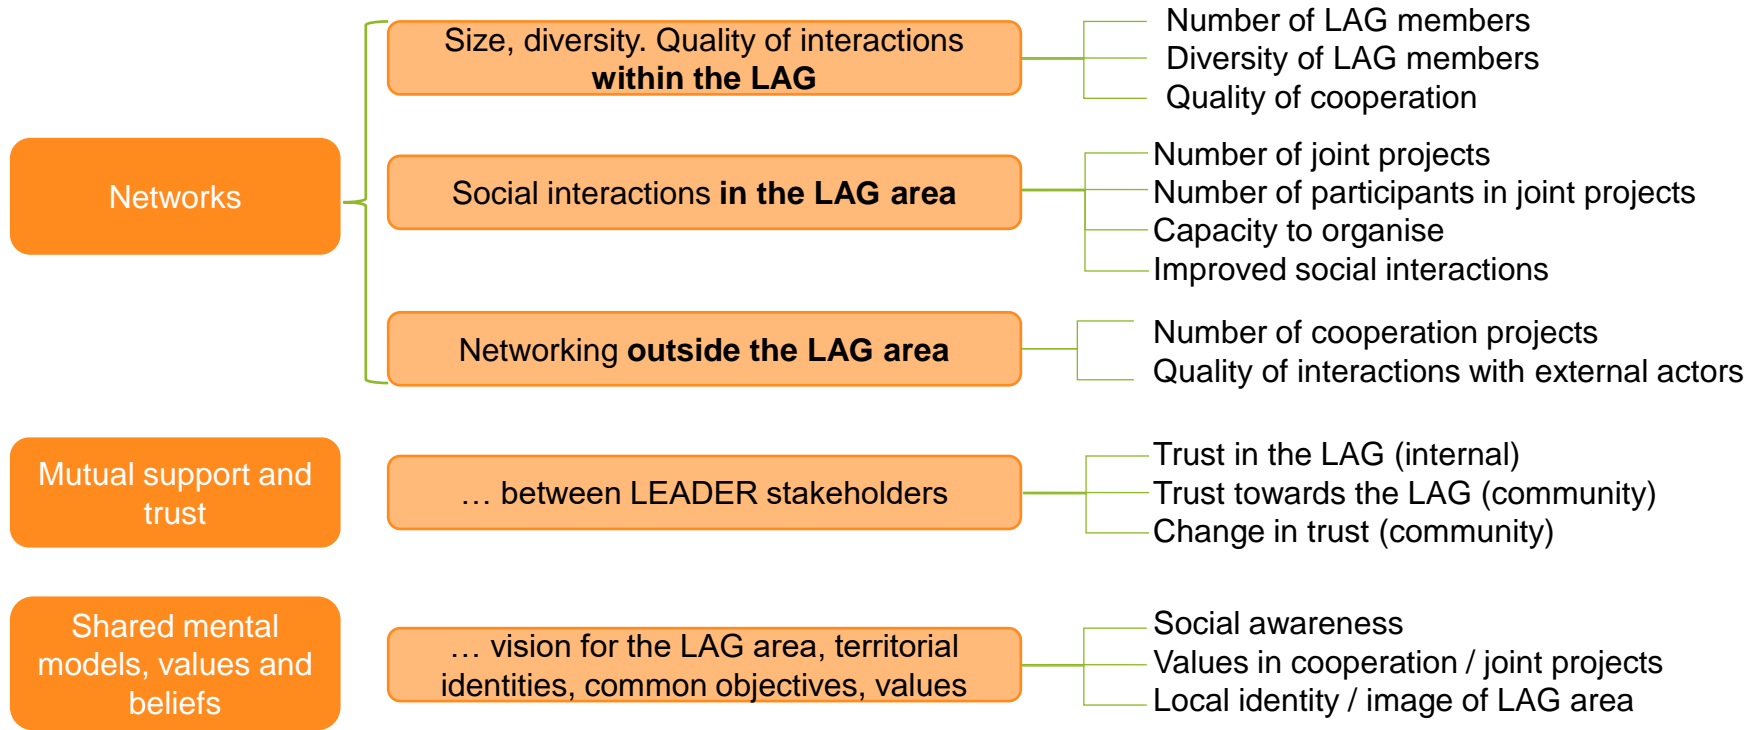 Networks
Size, diversity. Quality of interactions
within the LAG
Number of LAG members
Diversity of LAG members
Quality of cooperation
Social interactions in the LAG area
Number of joint projects
Number of participants in joint projects
Capacity to organise
Improved social interactions
Networking outside the LAG area
Number of cooperation projects
Quality of interactions with external actors
Mutual support and
trust
… between LEADER stakeholders
Trust in the LAG (internal)
Trust towards the LAG (community)
Change in trust (community)
Shared mental
models, values and
beliefs
… vision for the LAG area, territorial
identities, common objectives, values
Social awareness
Values in cooperation / joint projects
Local identity / image of LAG area